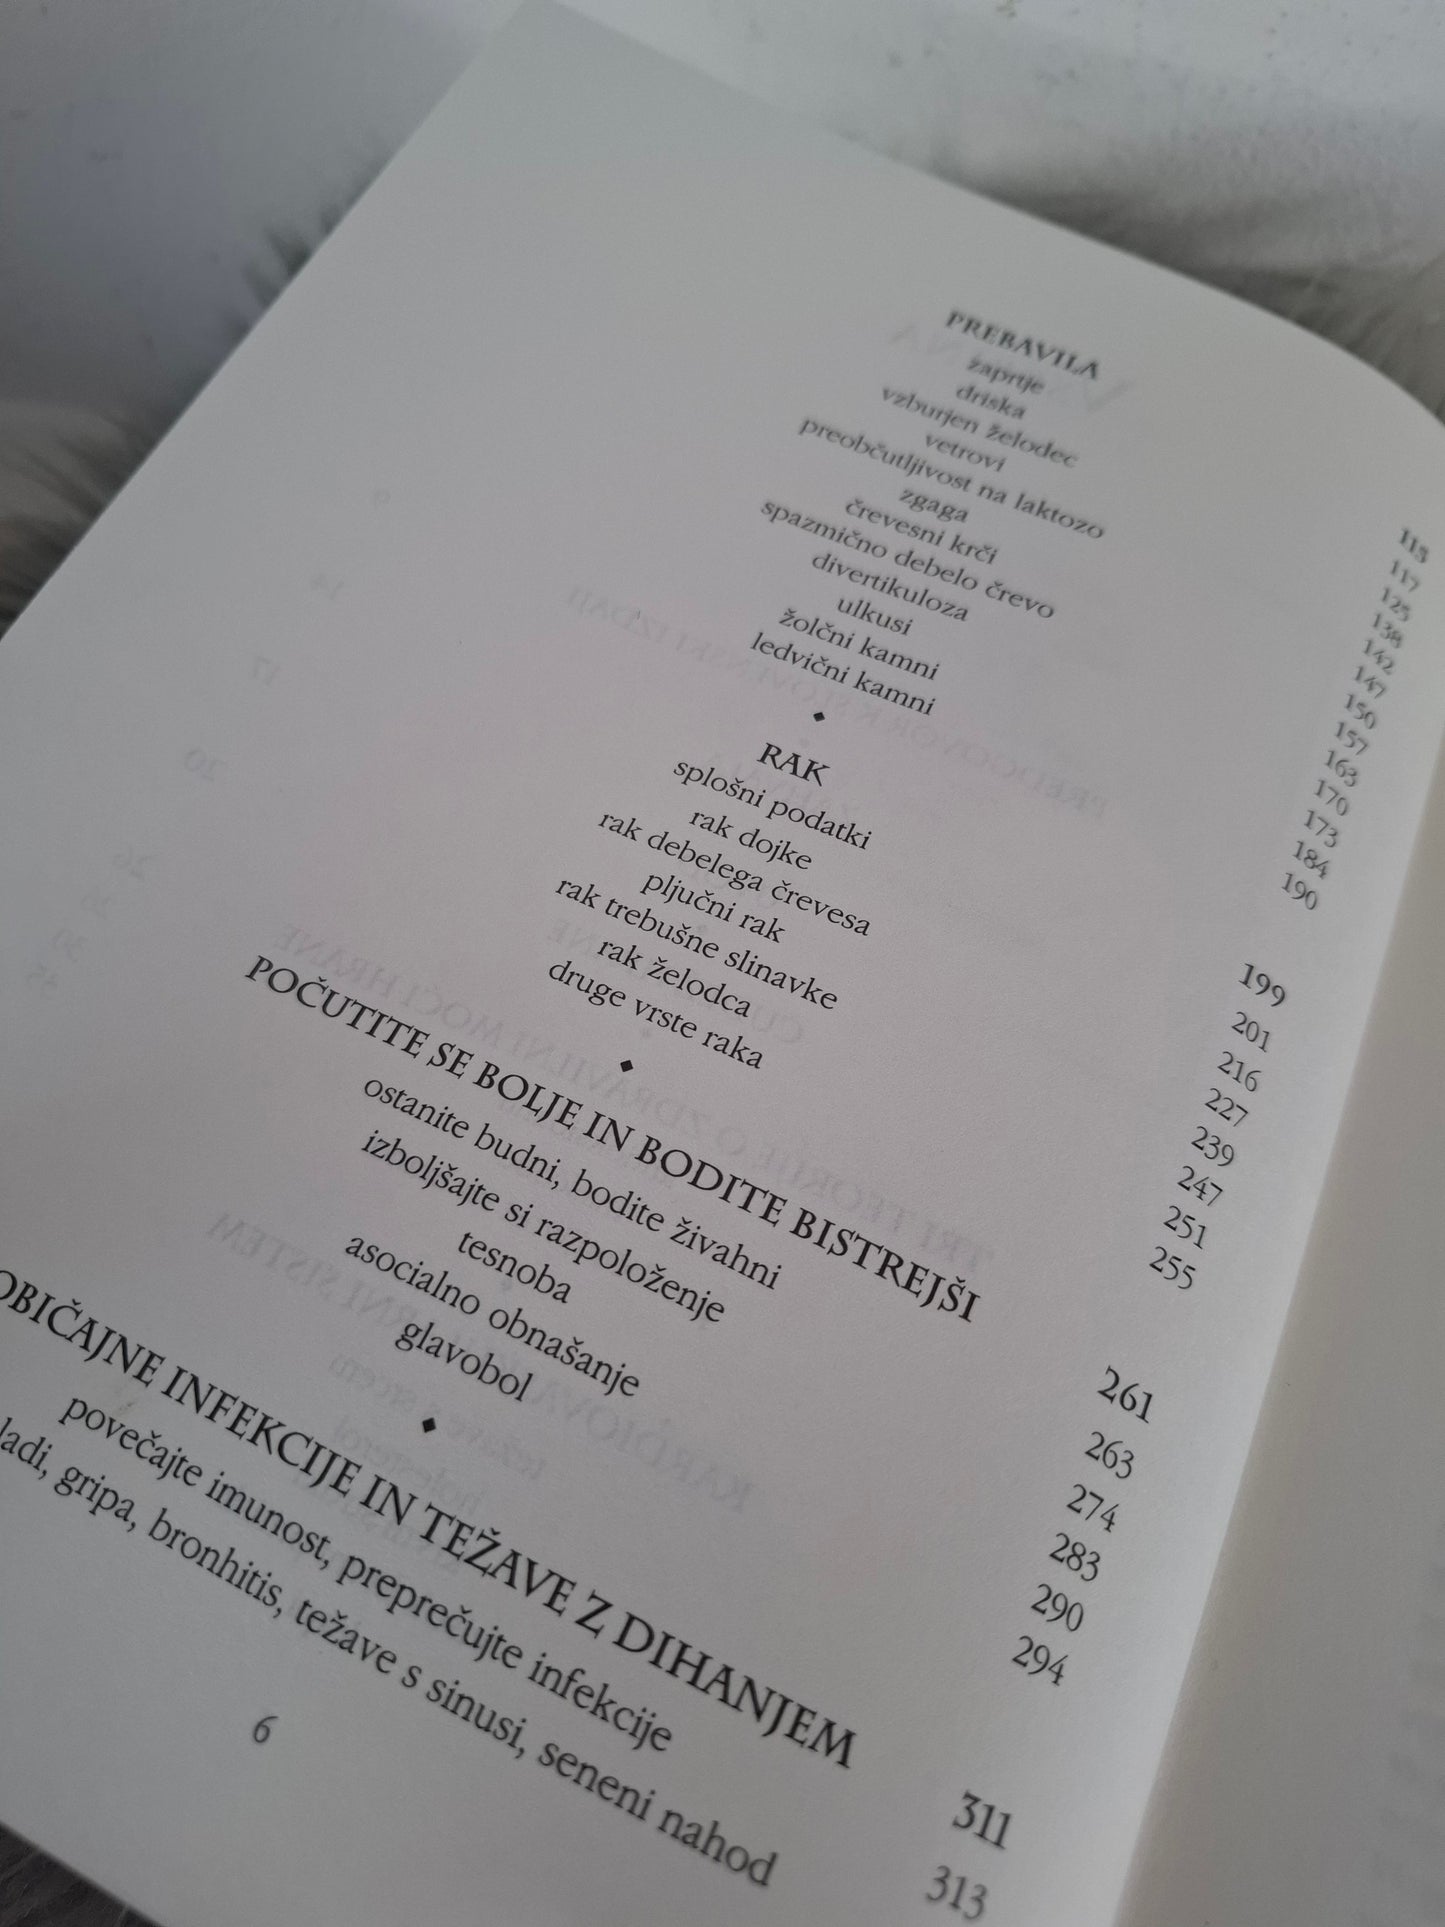 PREBAVILA 115
zaprtje 117
driska 125
vzburjen želodec 138
vetrovi 142
preobčutljivost na laktozo 147
zgaga 150
črevesni krči 157
spazmično debelo črevo 163
divertikuloza 170
ulkusi 173
žolčni kamni 184
ledvični kamni 190
RAK 199
splošni podatki 201
rak dojke 216
rak debelega črevesa 227
pljučni rak 239
rak trebušne slinavke 247
rak želodca 251
druge vrste raka 255
POČUTITE SE BOLJE IN BODITE BISTREJŠI 261
ostanite budni, bodite živahni 263
izboljšajte si razpoloženje 274
tesnoba 283
asocialno obnašanje 290
glavobol 294
OBIČAJNE INFEKCIJE IN TEŽAVE Z DIHANJEM 311
povečajte imunost, preprečujte infekcije 313
ladi, gripa, bronhitis, težave s sinusi, seneni nahod
6